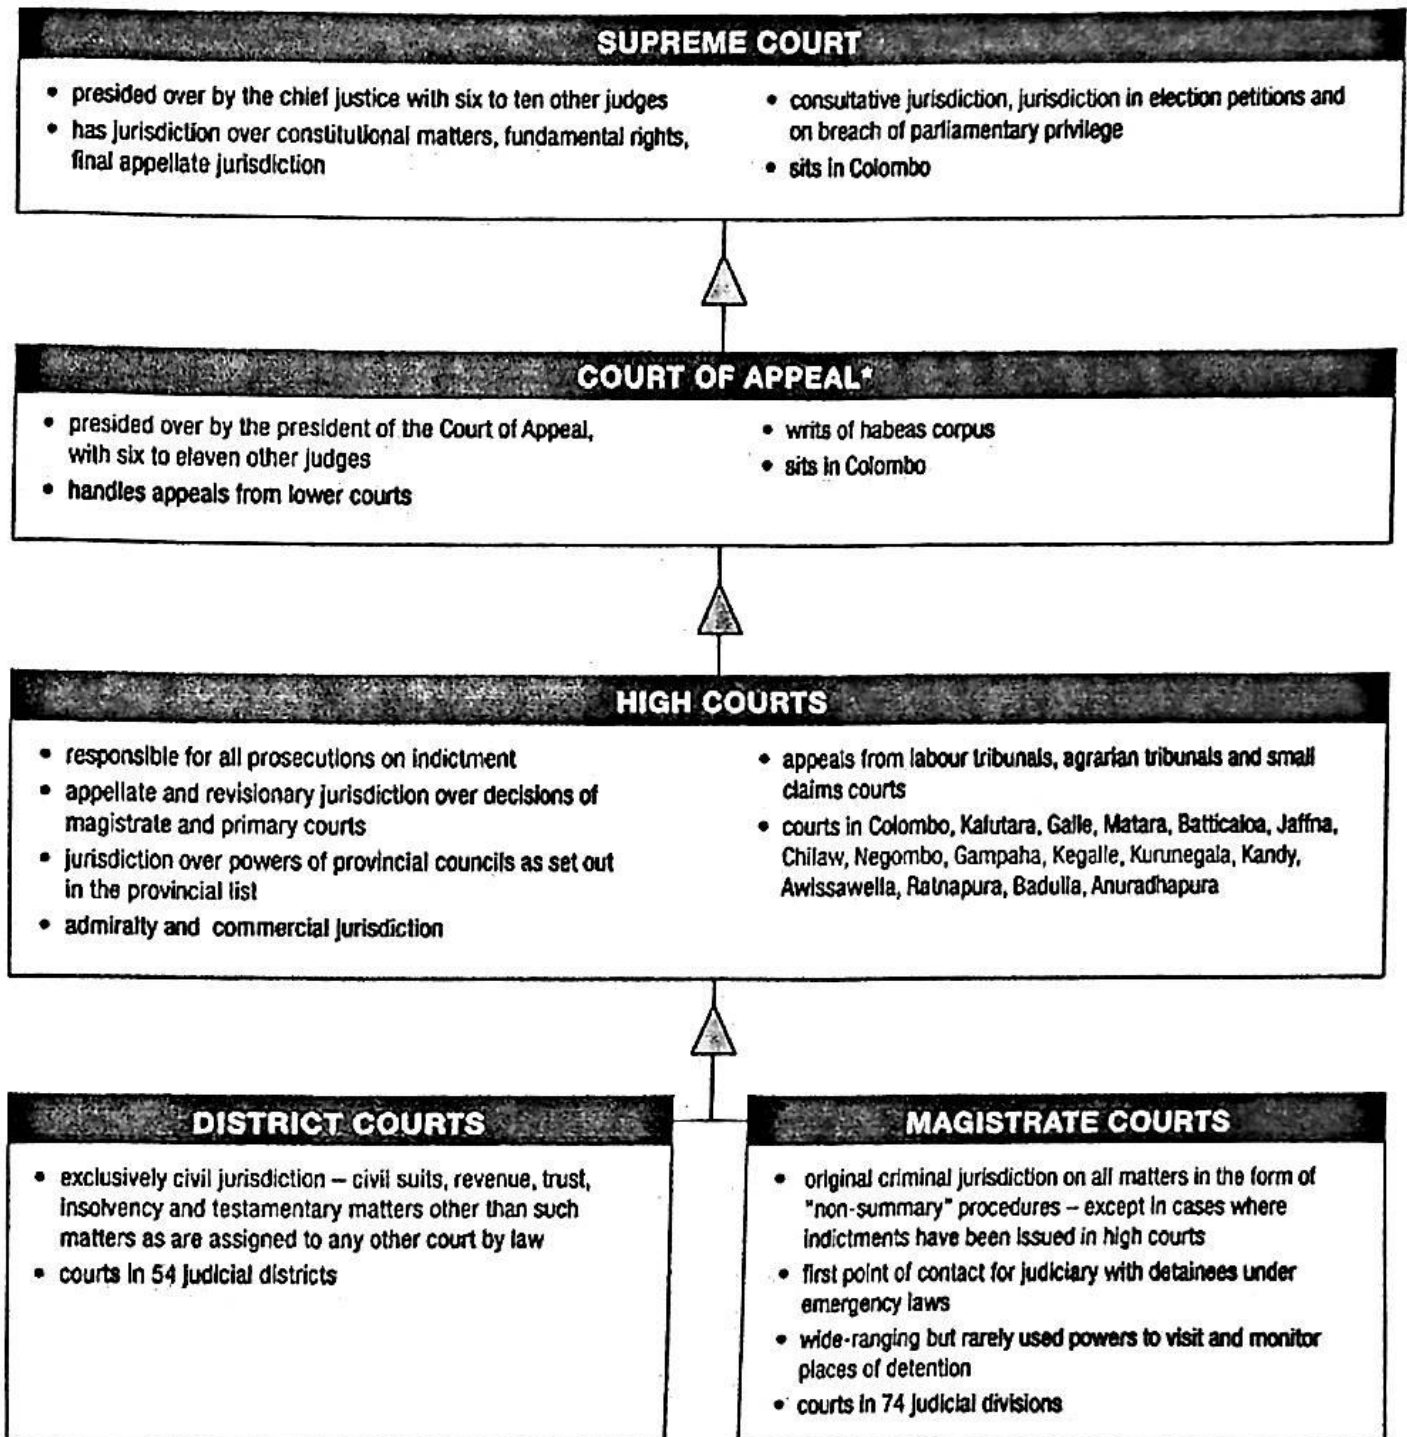 SUPREME COURT
• presided over by the chief justice with six to ten other judges
• has jurisdiction over constitutional matters, fundamental rights,
final appellate jurisdiction
• consultative jurisdiction, jurisdiction in election petitions and
on breach of parliamentary privilege
• sits in Colombo
COURT OF APPEAL*
• presided over by the president of the Court of Appeal,
with six to eleven other judges
• handles appeals from lower courts
• writs of habeas corpus
• sits in Colombo
HIGH COURTS
• responsible for all prosecutions on indictment
• appellate and revisionary jurisdiction over decisions of
magistrate and primary courts
• jurisdiction over powers of provincial councils as set out
in the provincial list
• admiralty and commercial jurisdiction
• appeals from labour tribunals, agrarian tribunals and small
claims courts
• courts in Colombo, Kalutara, Galle, Matara, Batticaloa, Jaffna,
Chilaw, Negombo, Gampaha, Kegalle, Kurunegala, Kandy,
Awissawella, Ratnapura, Badulla, Anuradhapura
DISTRICT COURTS
• exclusively civil jurisdiction – civil suits, revenue, trust,
insolvency and testamentary matters other than such
matters as are assigned to any other court by law
• courts in 54 judicial districts
MAGISTRATE COURTS
• original criminal jurisdiction on all matters in the form of
"non-summary" procedures – except in cases where
indictments have been issued in high courts
• first point of contact for judiciary with detainees under
emergency laws
• wide-ranging but rarely used powers to visit and monitor
places of detention
• courts in 74 judicial divisions